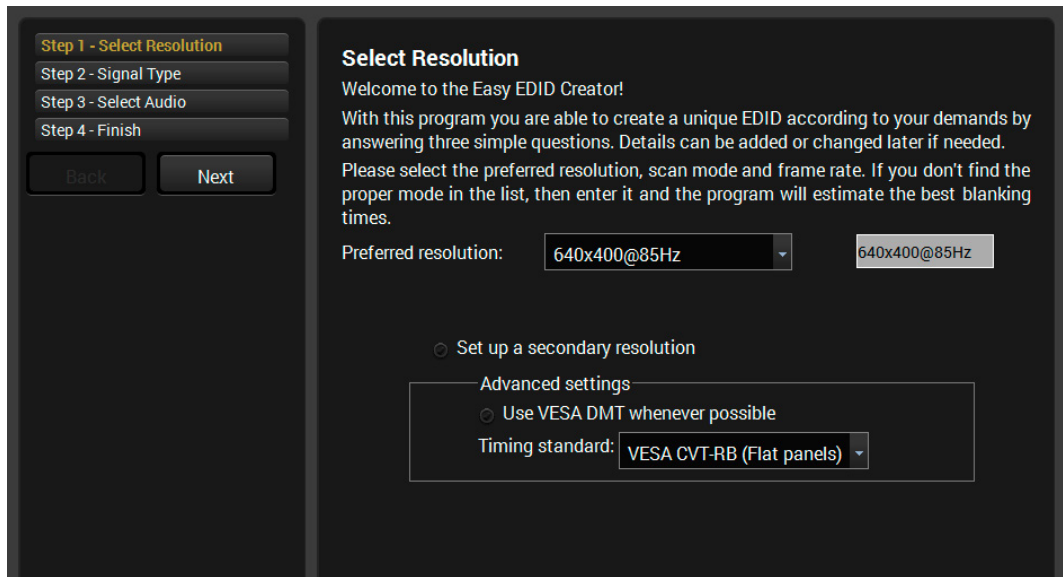 Step 1 - Select Resolution
Step 2 - Signal Type
Step 3 - Select Audio
Step 4 - Finish
Back
Next
Select Resolution
Welcome to the Easy EDID Creator!
With this program you are able to create a unique EDID according to your demands by
answering three simple questions. Details can be added or changed later if needed.
Please select the preferred resolution, scan mode and frame rate. If you don't find the
proper mode in the list, then enter it and the program will estimate the best blanking
times.
Preferred resolution: 640x400@85Hz 640x400@85Hz
Set up a secondary resolution
Advanced settings
Use VESA DMT whenever possible
Timing standard: VESA CVT-RB (Flat panels)